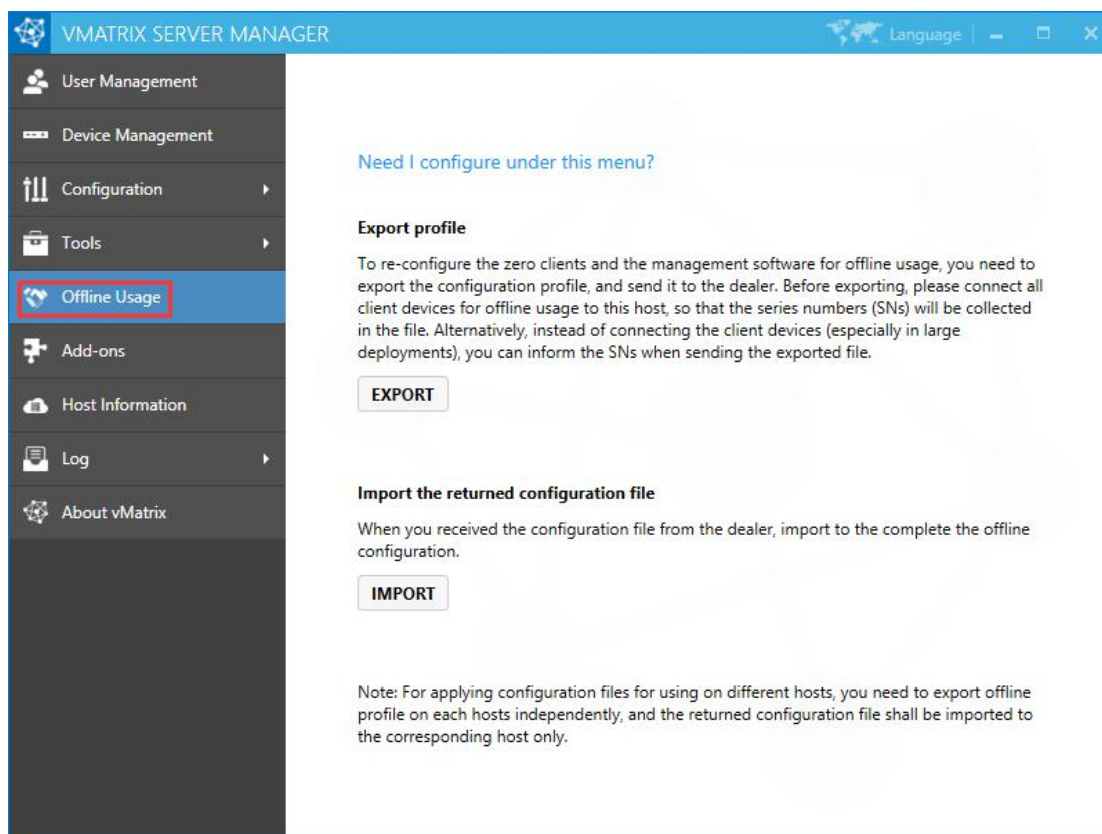 VMATRIX SERVER MANAGER
Language
User Management
Device Management
Configuration
Tools
Offline Usage
Add-ons
Host Information
Log
About vMatrix
Need I configure under this menu?
Export profile
To re-configure the zero clients and the management software for offline usage, you need to
export the configuration profile, and send it to the dealer. Before exporting, please connect all
client devices for offline usage to this host, so that the series numbers (SNs) will be collected
in the file. Alternatively, instead of connecting the client devices (especially in large
deployments), you can inform the SNs when sending the exported file.
EXPORT
Import the returned configuration file
When you received the configuration file from the dealer, import to the complete the offline
configuration.
IMPORT
Note: For applying configuration files for using on different hosts, you need to export offline
profile on each hosts independently, and the returned configuration file shall be imported to
the corresponding host only.